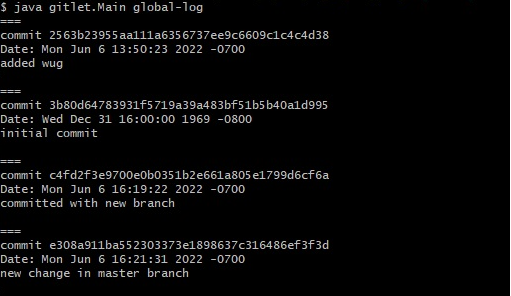 $ java gitlet.Main global-log
===
commit 2563b23955aa111a6356737ee9c6609c1c4c4d38
Date: Mon Jun 6 13:50:23 2022 -0700
added wug
===
commit 3b80d64783931f5719a39a483bf51b5b40a1d995
Date: Wed Dec 31 16:00:00 1969 -0800
initial commit
===
commit c4fd2f3e9700e0b0351b2e661a805e1799d6cf6a
Date: Mon Jun 6 16:19:22 2022 -0700
committed with new branch
===
commit e308a911ba552303373e1898637c316486ef3f3d
Date: Mon Jun 6 16:21:31 2022 -0700
new change in master branch